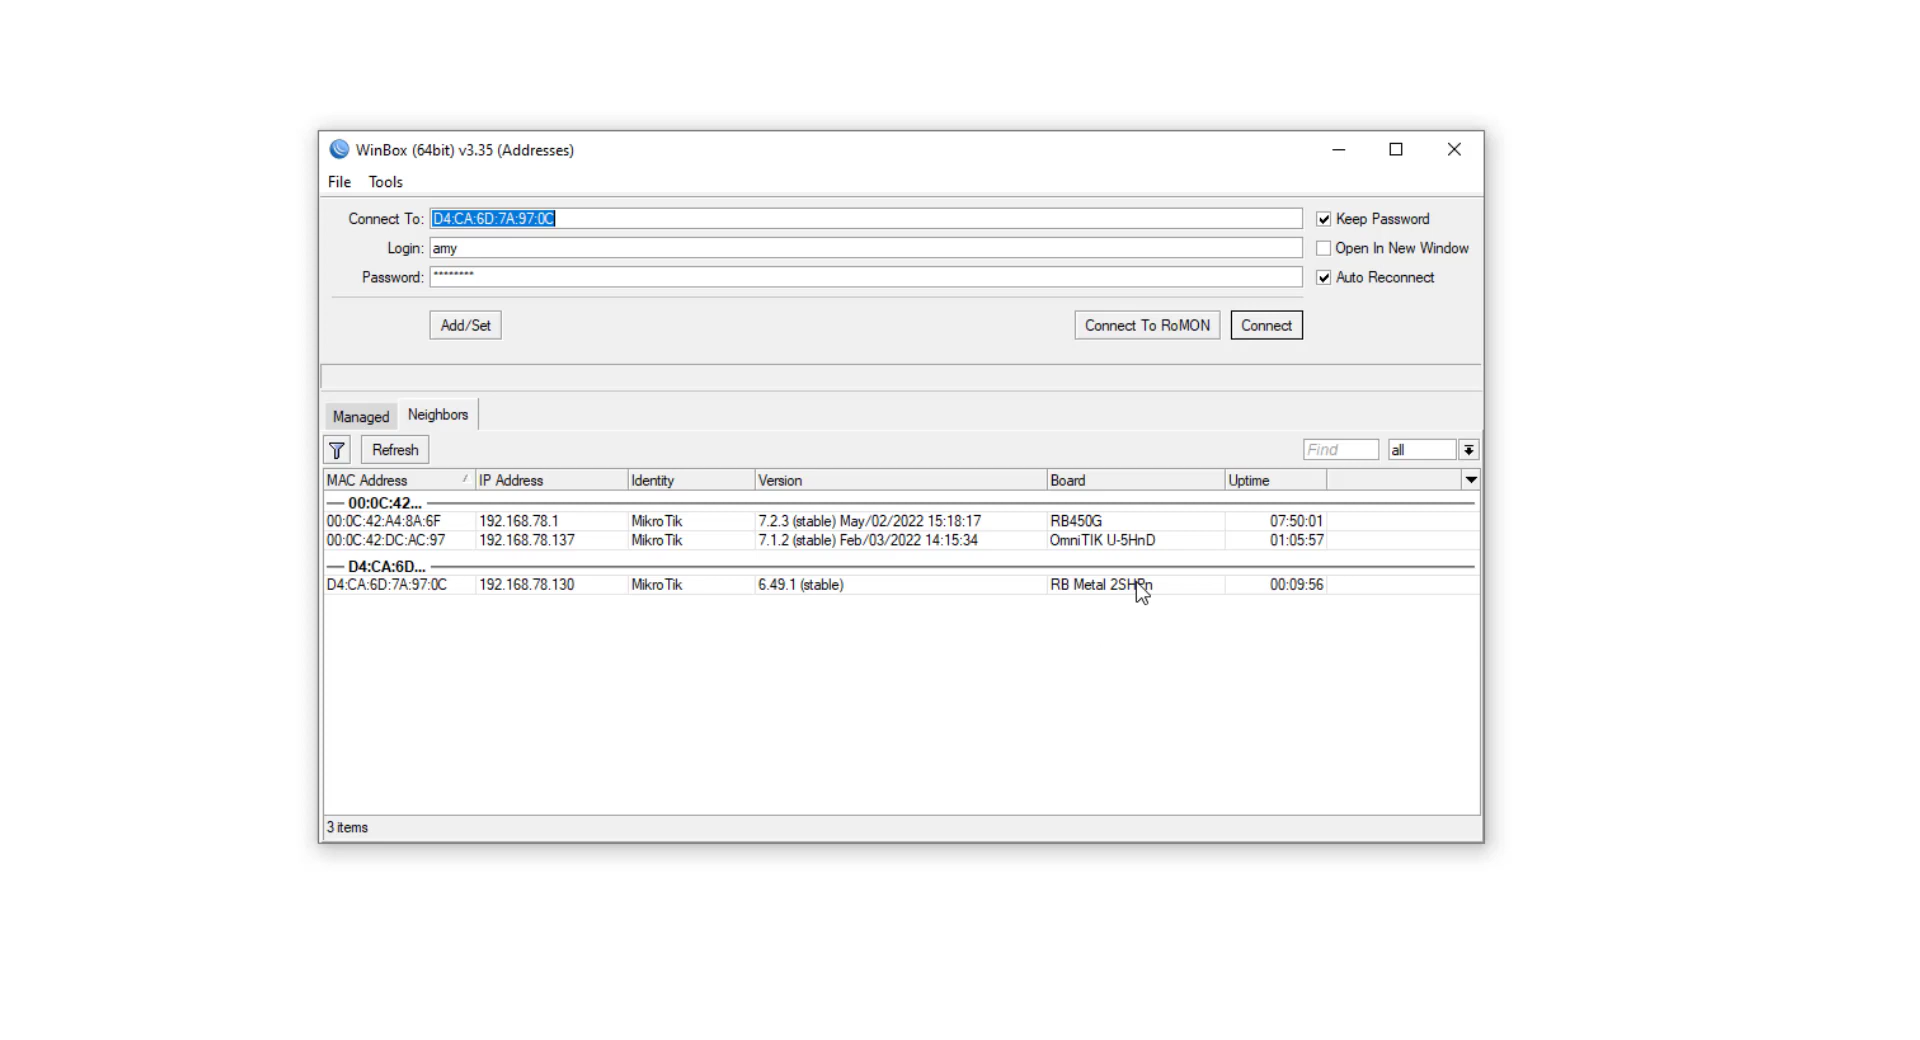 WinBox (64bit) v3.35 (Addresses)
File Tools
Connect To: D4:CA:6D:7A:97:0C Keep Password
Login: amy Open In New Window
Password: ******** Auto Reconnect
Add/Set Connect To RoMON Connect
Managed Neighbors
Refresh Find all
MAC Address IP Address Identity Version Board Uptime
00:0C:42...
00:0C:42:A4:8A:6F 192.168.78.1 MikroTik 7.2.3 (stable) May/02/2022 15:18:17 RB450G 07:50:01
00:0C:42:DC:AC:97 192.168.78.137 MikroTik 7.1.2 (stable) Feb/03/2022 14:15:34 OmniTIK U-5HnD 01:05:57
D4:CA:6D...
D4:CA:6D:7A:97:0C 192.168.78.130 MikroTik 6.49.1 (stable) RB Metal 2SHPn 00:09:56
3 items